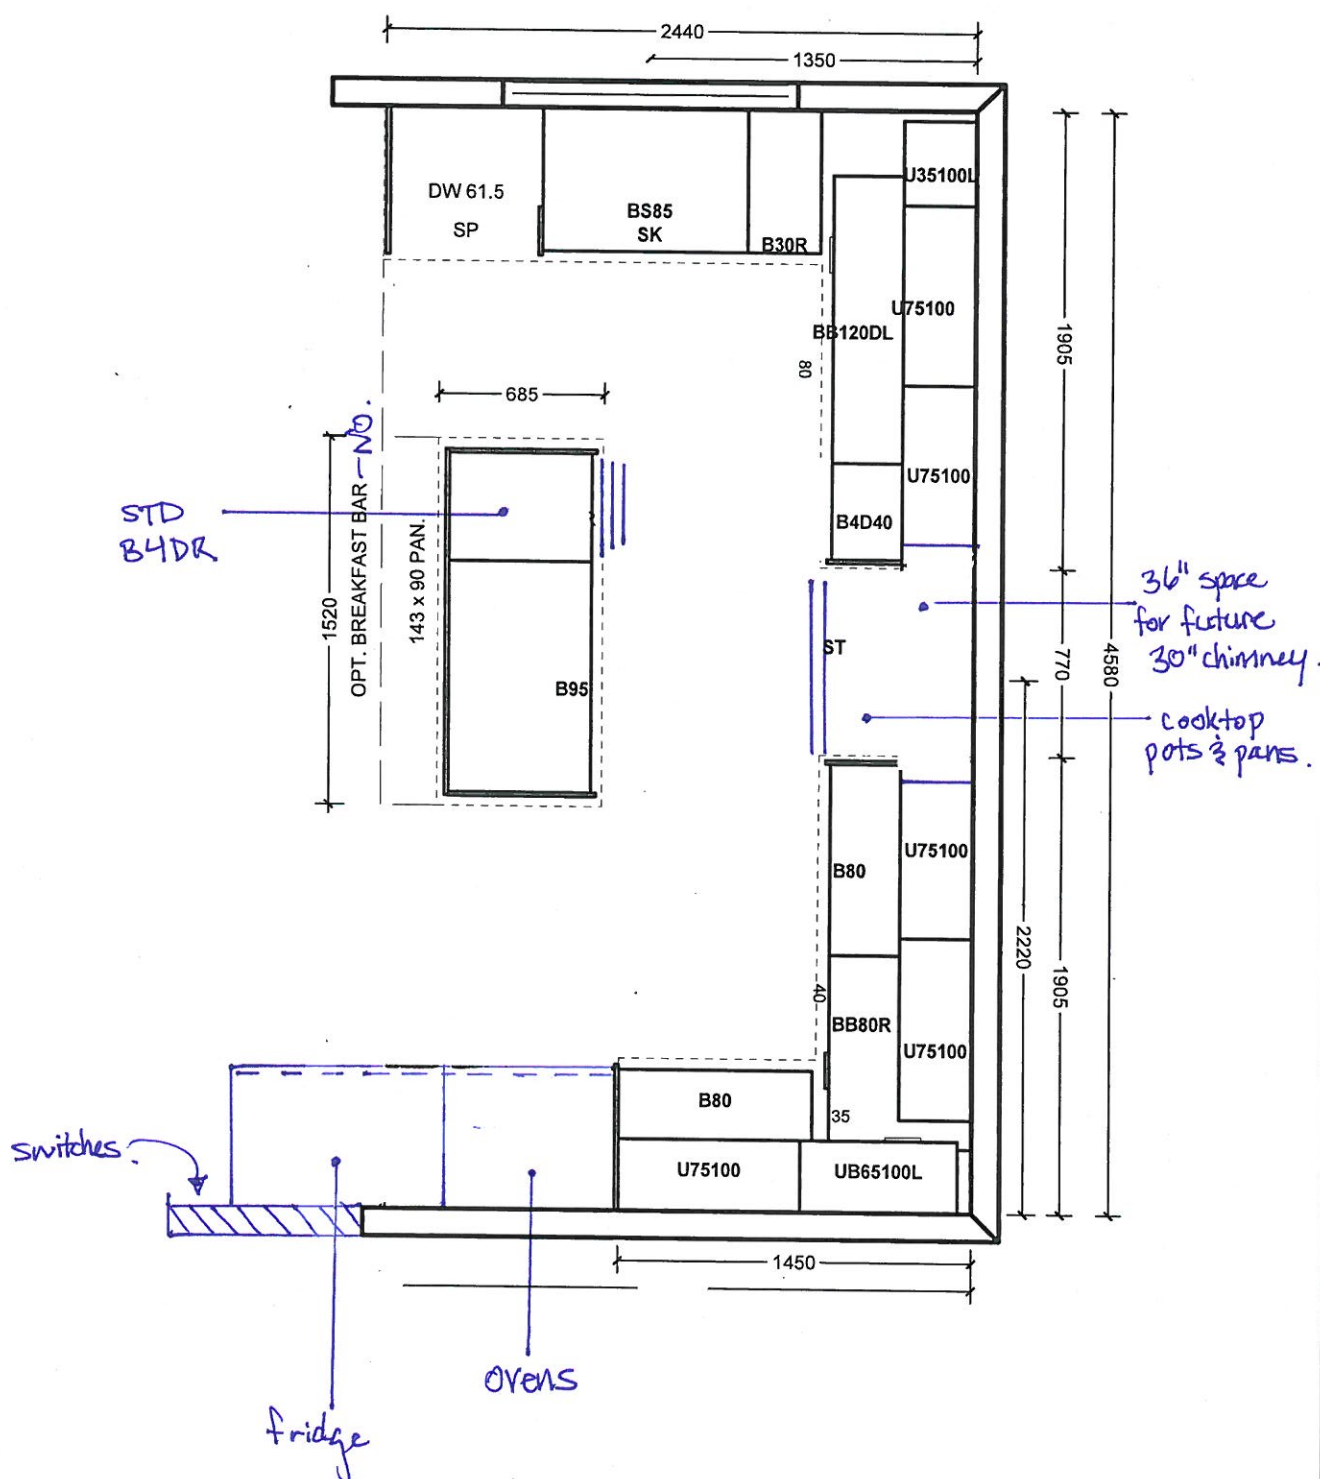 2440
1350
DW 61.5
SP
BS85
SK
B30R
U35100L
U75100
BB120DL
80
1905
685
NO.
U75100
B4D40
STD
B4DR
OPT. BREAKFAST BAR
143 x 90 PAN.
1520
B95
ST
770
4580
36" space
for future
30" chimney.
cooktop
pots & pans.
U75100
B80
2220
1905
40
BB80R
U75100
B80
35
U75100
UB65100L
switches.
1450
ovens
fridge